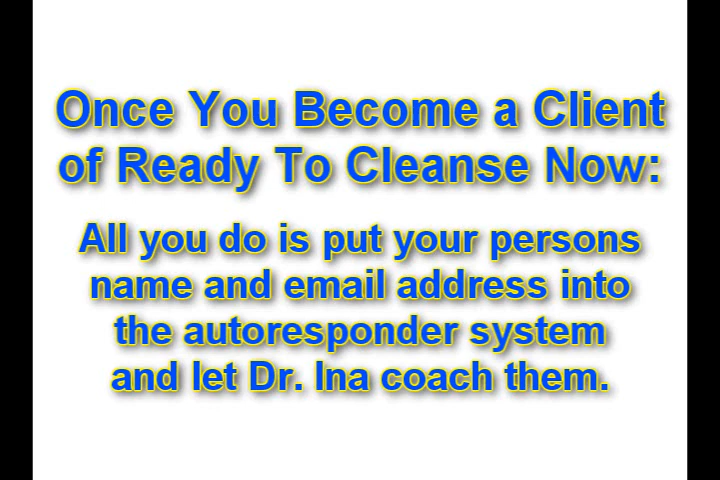 Once You Become a Client
of Ready To Cleanse Now:
All you do is put your persons
name and email address into
the autoresponder system
and let Dr. Ina coach them.